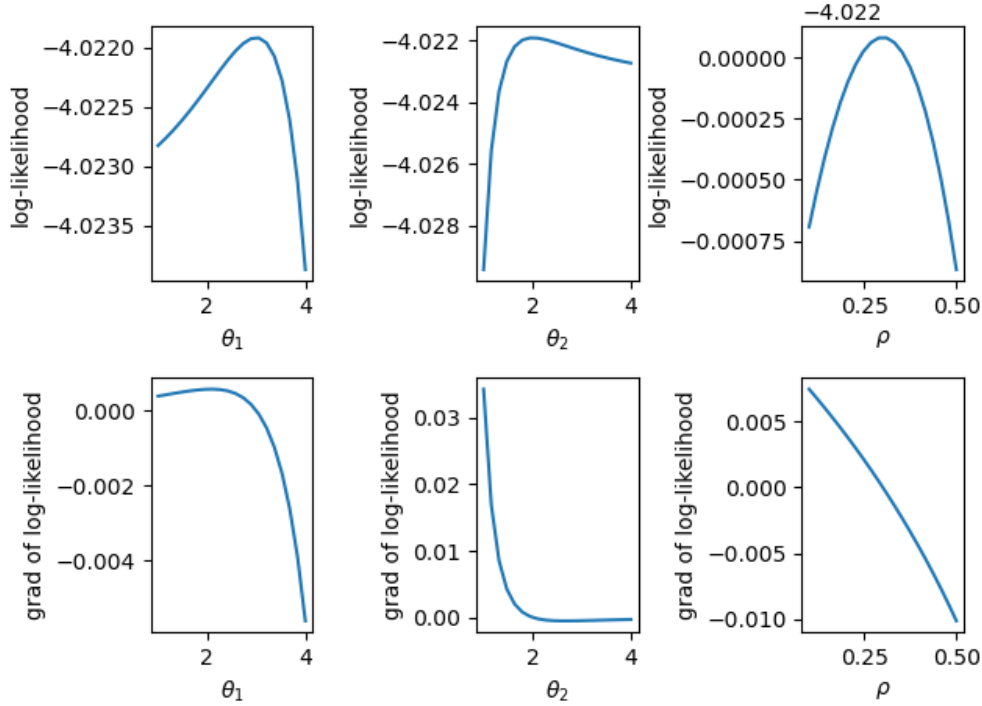 −4.022
log-likelihood
−4.0220
−4.0225
−4.0230
−4.0235
2 4
θ₁
log-likelihood
−4.022
−4.024
−4.026
−4.028
2 4
θ₂
log-likelihood
0.00000
−0.00025
−0.00050
−0.00075
0.25 0.50
ρ
grad of log-likelihood
0.000
−0.002
−0.004
2 4
θ₁
grad of log-likelihood
0.03
0.02
0.01
0.00
2 4
θ₂
grad of log-likelihood
0.005
0.000
−0.005
−0.010
0.25 0.50
ρ